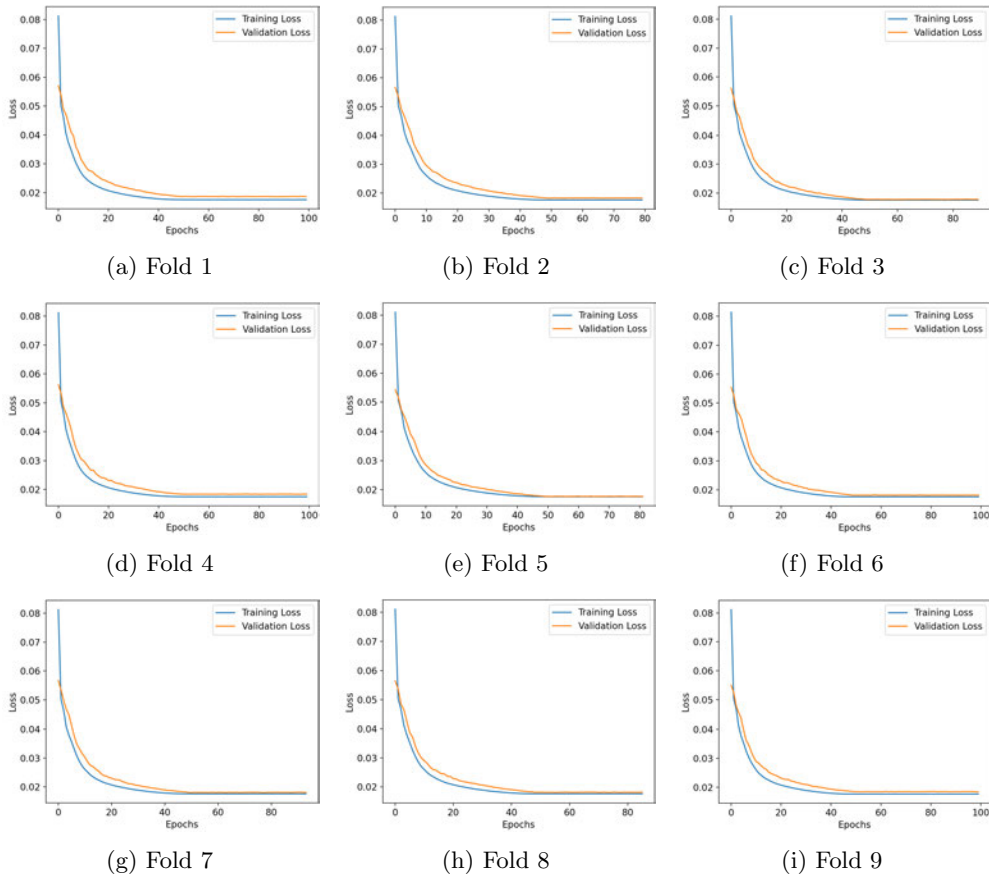 0.08
0.07
0.06
0.05
0.04
0.03
0.02
Loss
Training Loss
Validation Loss
0 20 40 60 80 100
Epochs
(a) Fold 1
0.08
0.07
0.06
0.05
0.04
0.03
0.02
Loss
Training Loss
Validation Loss
0 10 20 30 40 50 60 70 80
Epochs
(b) Fold 2
0.08
0.07
0.06
0.05
0.04
0.03
0.02
Loss
Training Loss
Validation Loss
0 20 40 60 80
Epochs
(c) Fold 3
0.08
0.07
0.06
0.05
0.04
0.03
0.02
Loss
Training Loss
Validation Loss
0 20 40 60 80 100
Epochs
(d) Fold 4
0.08
0.07
0.06
0.05
0.04
0.03
0.02
Loss
Training Loss
Validation Loss
0 10 20 30 40 50 60 70 80
Epochs
(e) Fold 5
0.08
0.07
0.06
0.05
0.04
0.03
0.02
Loss
Training Loss
Validation Loss
0 20 40 60 80 100
Epochs
(f) Fold 6
0.08
0.07
0.06
0.05
0.04
0.03
0.02
Loss
Training Loss
Validation Loss
0 20 40 60 80
Epochs
(g) Fold 7
0.08
0.07
0.06
0.05
0.04
0.03
0.02
Loss
Training Loss
Validation Loss
0 20 40 60 80
Epochs
(h) Fold 8
0.08
0.07
0.06
0.05
0.04
0.03
0.02
Loss
Training Loss
Validation Loss
0 20 40 60 80 100
Epochs
(i) Fold 9